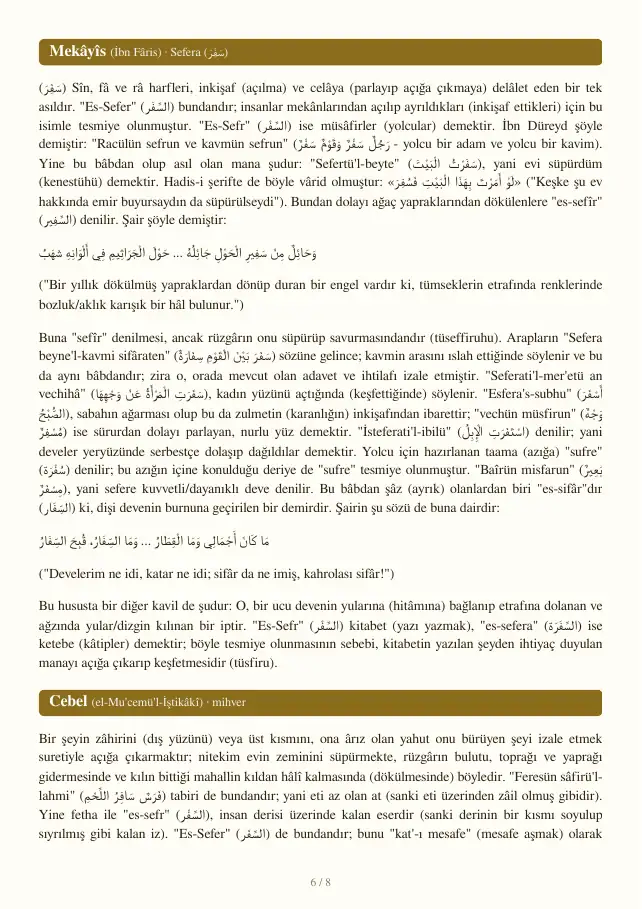 Mekâyîs (İbn Fâris) · Sefera (سَفَرَ)
(سَفِرَ) Sîn, fâ ve râ harfleri, inkişaf (açılma) ve celâya (parlayıp açığa çıkmaya) delâlet eden bir tek
asıldır. "Es-Sefer" (السَّفَر) bundandır; insanlar mekânlarından açılıp ayrıldıkları (inkişaf ettikleri) için bu
isimle tesmiye olunmuştur. "Es-Sefr" (السَّفْر) ise müsâfirler (yolcular) demektir. İbn Düreyd şöyle
demiştir: "Racülün sefrun ve kavmün sefrun" (رَجُلٌ سَفْرٌ وَقَوْمٌ سَفْرٌ - yolcu bir adam ve yolcu bir kavim).
Yine bu bâbdan olup asıl olan mana şudur: "Sefertü'l-beyte" (سَفَرْتُ الْبَيْتَ), yani evi süpürdüm
(kenestühü) demektir. Hadis-i şerifte de böyle vârid olmuştur: «لَوْ أَمَرْتَ بِهَذَا الْبَيْتِ فَسُفِرَ» ("Keşke şu ev
hakkında emir buyursaydın da süpürülseydi"). Bundan dolayı ağaç yapraklarından dökülenlere "es-sefîr"
(السَّفِير) denilir. Şair şöyle demiştir:
وَحَائِلٌ مِنْ سَفِيرِ الْحَوْلِ جَائِلُهُ ... حَوْلَ الْجَرَاثِيمِ فِي أَلْوَانِهِ شَهَبُ
("Bir yıllık dökülmüş yapraklardan dönüp duran bir engel vardır ki, tümseklerin etrafında renklerinde
bozluk/aklık karışık bir hâl bulunur.")
Buna "sefîr" denilmesi, ancak rüzgârın onu süpürüp savurmasındandır (tüseffiruhu). Arapların "Sefera
beyne'l-kavmi sifâraten" (سَفَرَ بَيْنَ الْقَوْمِ سِفَارَةً) sözüne gelince; kavmin arasını ıslah ettiğinde söylenir ve bu
da aynı bâbdandır; zira o, orada mevcut olan adavet ve ihtilafı izale etmiştir. "Seferati'l-mer'etü an
vechihâ" (سَفَرَتِ الْمَرْأَةُ عَنْ وَجْهِهَا), kadın yüzünü açtığında (keşfettiğinde) söylenir. "Esfera's-subhu" (أَسْفَرَ
الصُّبْحُ), sabahın ağarması olup bu da zulmetin (karanlığın) inkişafından ibarettir; "vechün müsfirun" (وَجْهٌ
مُسْفِرٌ) ise sürurdan dolayı parlayan, nurlu yüz demektir. "İsteferati'l-ibilü" (اسْتَفَرَتِ الْإِبِلُ) denilir; yani
develer yeryüzünde serbestçe dolaşıp dağıldılar demektir. Yolcu için hazırlanan taama (azığa) "sufre"
(سُفْرَة) denilir; bu azığın içine konulduğu deriye de "sufre" tesmiye olunmuştur. "Baîrün misfarun" (بَعِيرٌ
مِسْفَرٌ), yani sefere kuvvetli/dayanıklı deve denilir. Bu bâbdan şâz (ayrık) olanlardan biri "es-sifâr"dır
(السِّفَار) ki, dişi devenin burnuna geçirilen bir demirdir. Şairin şu sözü de buna dairdir:
مَا كَانَ أَجْمَالِي وَمَا الْقِطَارُ ... وَمَا السِّفَارُ، قُبِحَ السِّفَارُ
("Develerim ne idi, katar ne idi; sifâr da ne imiş, kahrolası sifâr!")
Bu hususta bir diğer kavil de şudur: O, bir ucu devenin yularına (hitâmına) bağlanıp etrafına dolanan ve
ağzında yular/dizgin kılınan bir iptir. "Es-Sefr" (السَّفْر) kitabet (yazı yazmak), "es-sefera" (السَّفَرَة) ise
ketebe (kâtipler) demektir; böyle tesmiye olunmasının sebebi, kitabetin yazılan şeyden ihtiyaç duyulan
manayı açığa çıkarıp keşfetmesidir (tüsfiru).
Cebel (el-Mu'cemü'l-İştikâkî) · mihver
Bir şeyin zâhirini (dış yüzünü) veya üst kısmını, ona ârız olan yahut onu bürüyen şeyi izale etmek
suretiyle açığa çıkarmaktır; nitekim evin zeminini süpürmekte, rüzgârın bulutu, toprağı ve yaprağı
gidermesinde ve kılın bittiği mahallin kıldan hâlî kalmasında (dökülmesinde) böyledir. "Feresün sâfirü'l-
lahmi" (فَرَسٌ سَافِرُ اللَّحْمِ) tabiri de bundandır; yani eti az olan at (sanki eti üzerinden zâil olmuş gibidir).
Yine fetha ile "es-sefr" (السَّفْر), insan derisi üzerinde kalan eserdir (sanki derinin bir kısmı soyulup
sıyrılmış gibi kalan iz). "Es-Sefer" (السَّفَر) de bundandır; bunu "kat'-ı mesafe" (mesafe aşmak) olarak
6 / 8